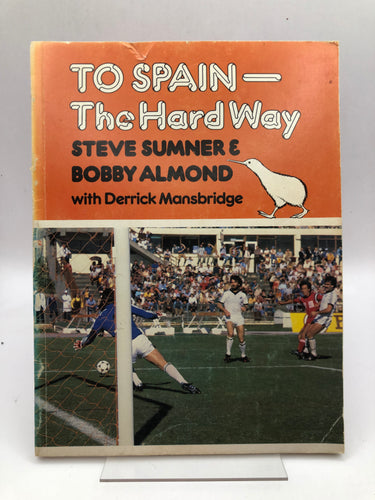 TO SPAIN —
The Hard Way
STEVE SUMNER &
BOBBY ALMOND
with Derrick Mansbridge